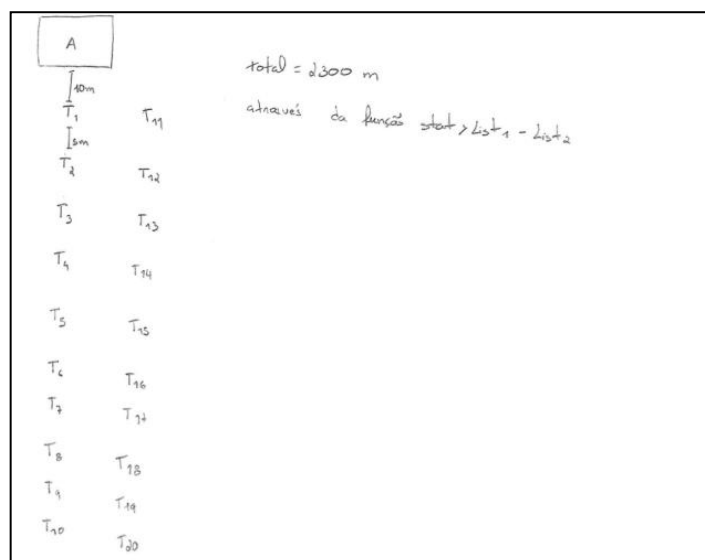 A
total = 2300 m
10m
através da função stat > List1 - List2
T1
T11
5m
T2
T12
T3
T13
T4
T14
T5
T15
T6
T16
T7
T17
T8
T18
T9
T19
T10
T20